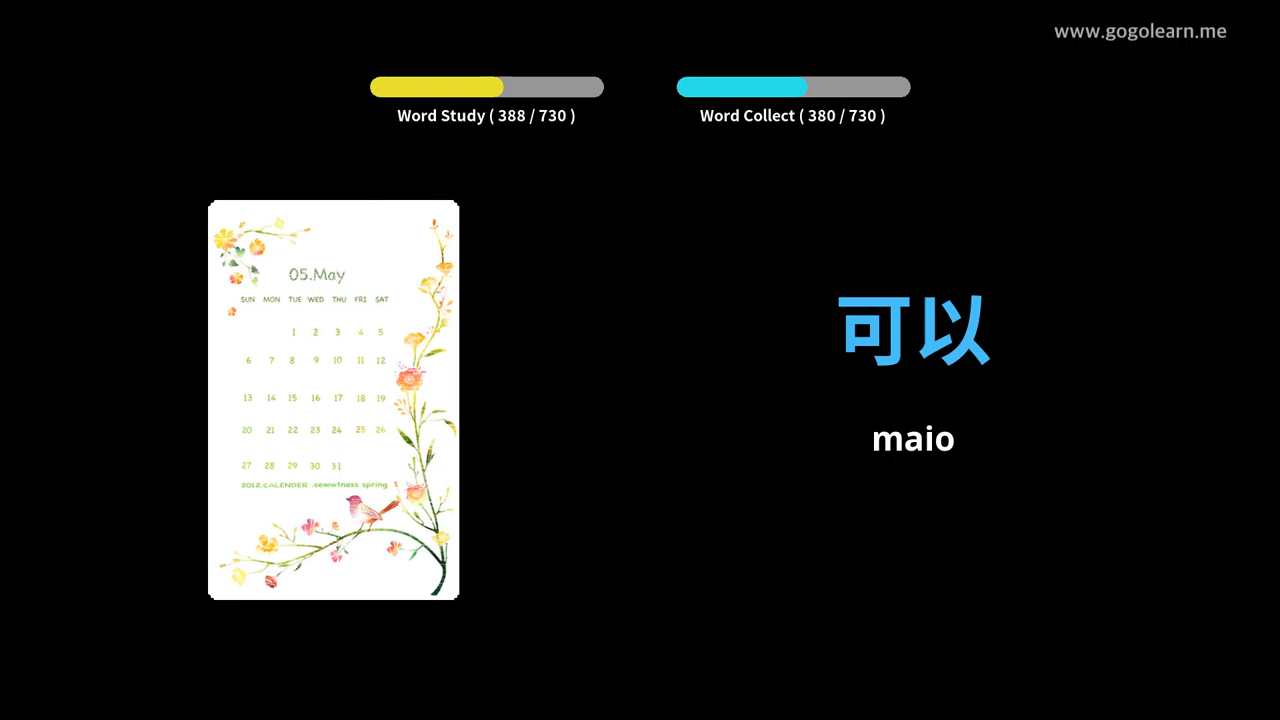 www.gogolearn.me
Word Study ( 388 / 730 )
Word Collect ( 380 / 730 )
05.May
SUN MON TUE WED THU FRI SAT
1 2 3 4 5
6 7 8 9 10 11 12
13 14 15 16 17 18 19
20 21 22 23 24 25 26
27 28 29 30 31
2012.CALENDER .sewwtness spring
可以
maio